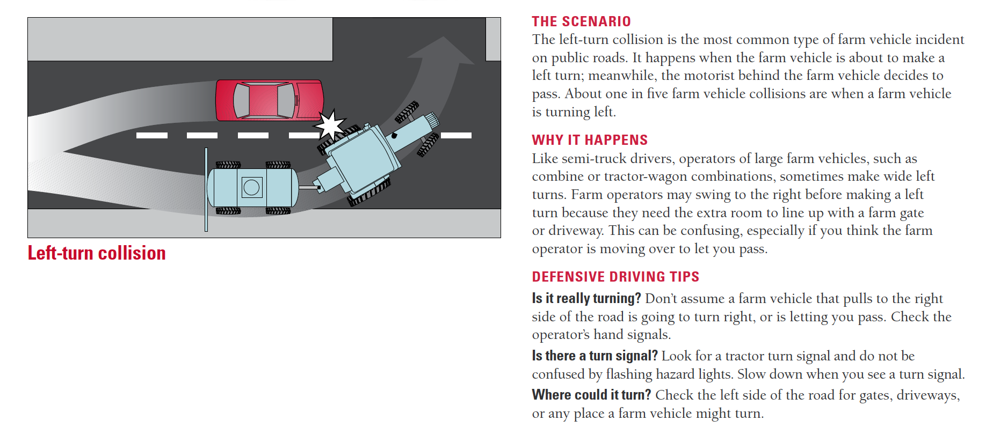 Left-turn collision
THE SCENARIO
The left-turn collision is the most common type of farm vehicle incident
on public roads. It happens when the farm vehicle is about to make a
left turn; meanwhile, the motorist behind the farm vehicle decides to
pass. About one in five farm vehicle collisions are when a farm vehicle
is turning left.
WHY IT HAPPENS
Like semi-truck drivers, operators of large farm vehicles, such as
combine or tractor-wagon combinations, sometimes make wide left
turns. Farm operators may swing to the right before making a left
turn because they need the extra room to line up with a farm gate
or driveway. This can be confusing, especially if you think the farm
operator is moving over to let you pass.
DEFENSIVE DRIVING TIPS
Is it really turning? Don’t assume a farm vehicle that pulls to the right
side of the road is going to turn right, or is letting you pass. Check the
operator’s hand signals.
Is there a turn signal? Look for a tractor turn signal and do not be
confused by flashing hazard lights. Slow down when you see a turn signal.
Where could it turn? Check the left side of the road for gates, driveways,
or any place a farm vehicle might turn.